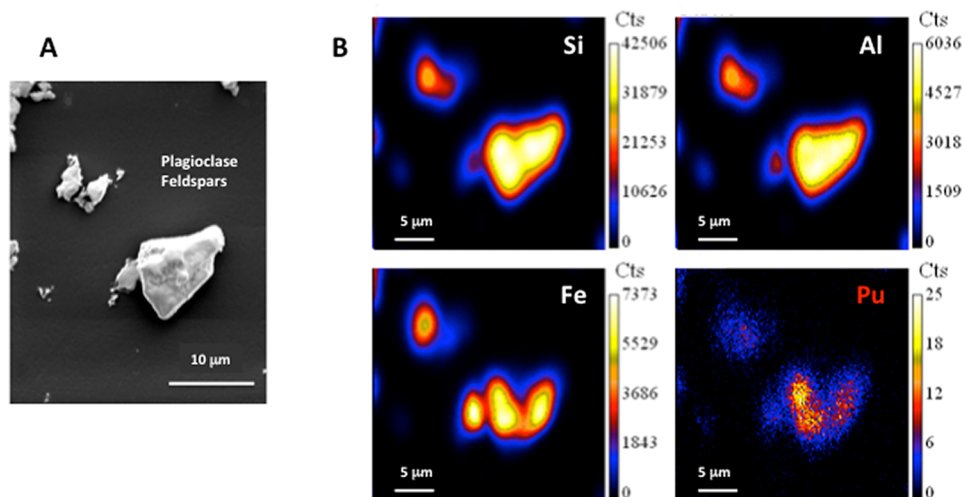 A
B
Plagioclase
Feldspars
10 µm
Si
Cts
42506
31879
21253
10626
0
5 µm
Al
Cts
6036
4527
3018
1509
0
5 µm
Fe
Cts
7373
5529
3686
1843
0
5 µm
Pu
Cts
25
18
12
6
0
5 µm